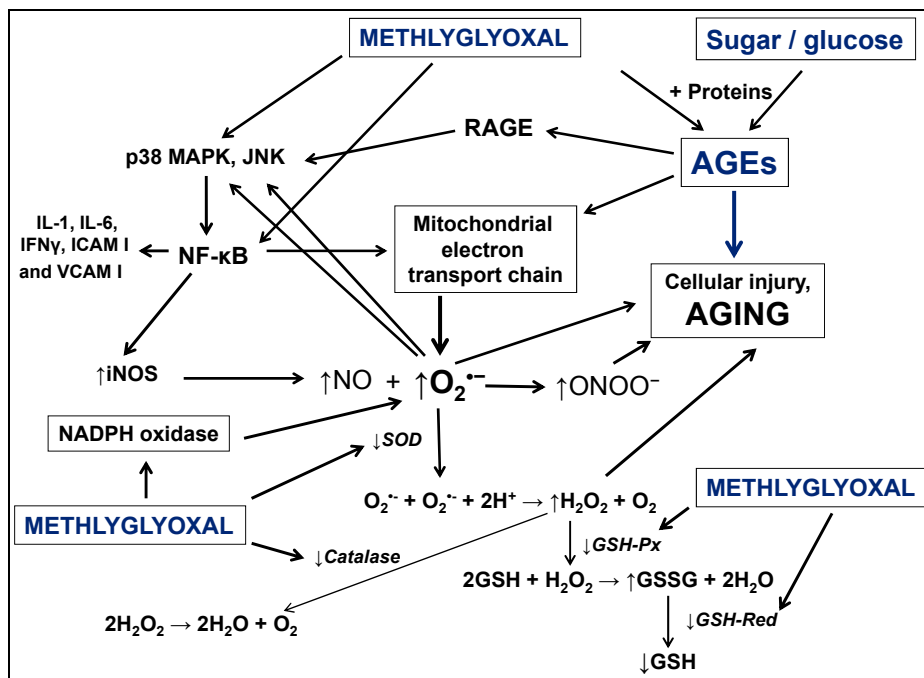 METHLYGLYOXAL
Sugar / glucose
+ Proteins
RAGE
p38 MAPK, JNK
AGEs
IL-1, IL-6,
IFNγ, ICAM I
and VCAM I
NF-κB
Mitochondrial
electron
transport chain
Cellular injury,
AGING
↑iNOS
↑NO + ↑O₂•− ↑ONOO⁻
NADPH oxidase
↓SOD
O₂•- + O₂•- + 2H⁺ → ↑H₂O₂ + O₂
METHLYGLYOXAL
METHLYGLYOXAL
↓Catalase
↓GSH-Px
2GSH + H₂O₂ → ↑GSSG + 2H₂O
2H₂O₂ → 2H₂O + O₂
↓GSH-Red
↓GSH